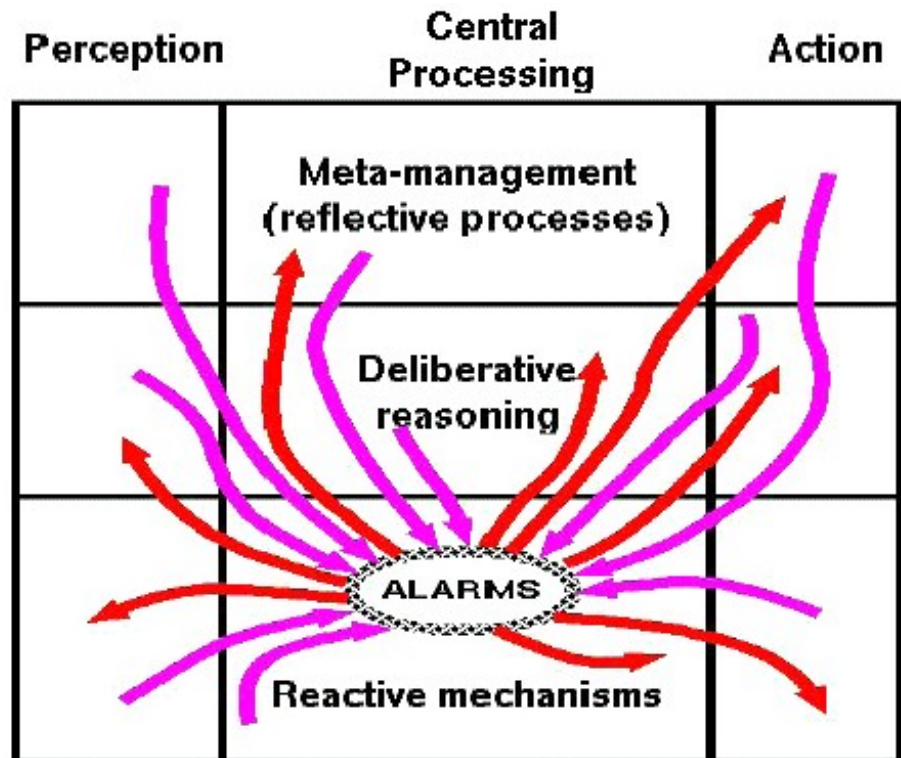 Perception
Central
Processing
Action
Meta-management
(reflective processes)
Deliberative
reasoning
ALARMS
Reactive mechanisms